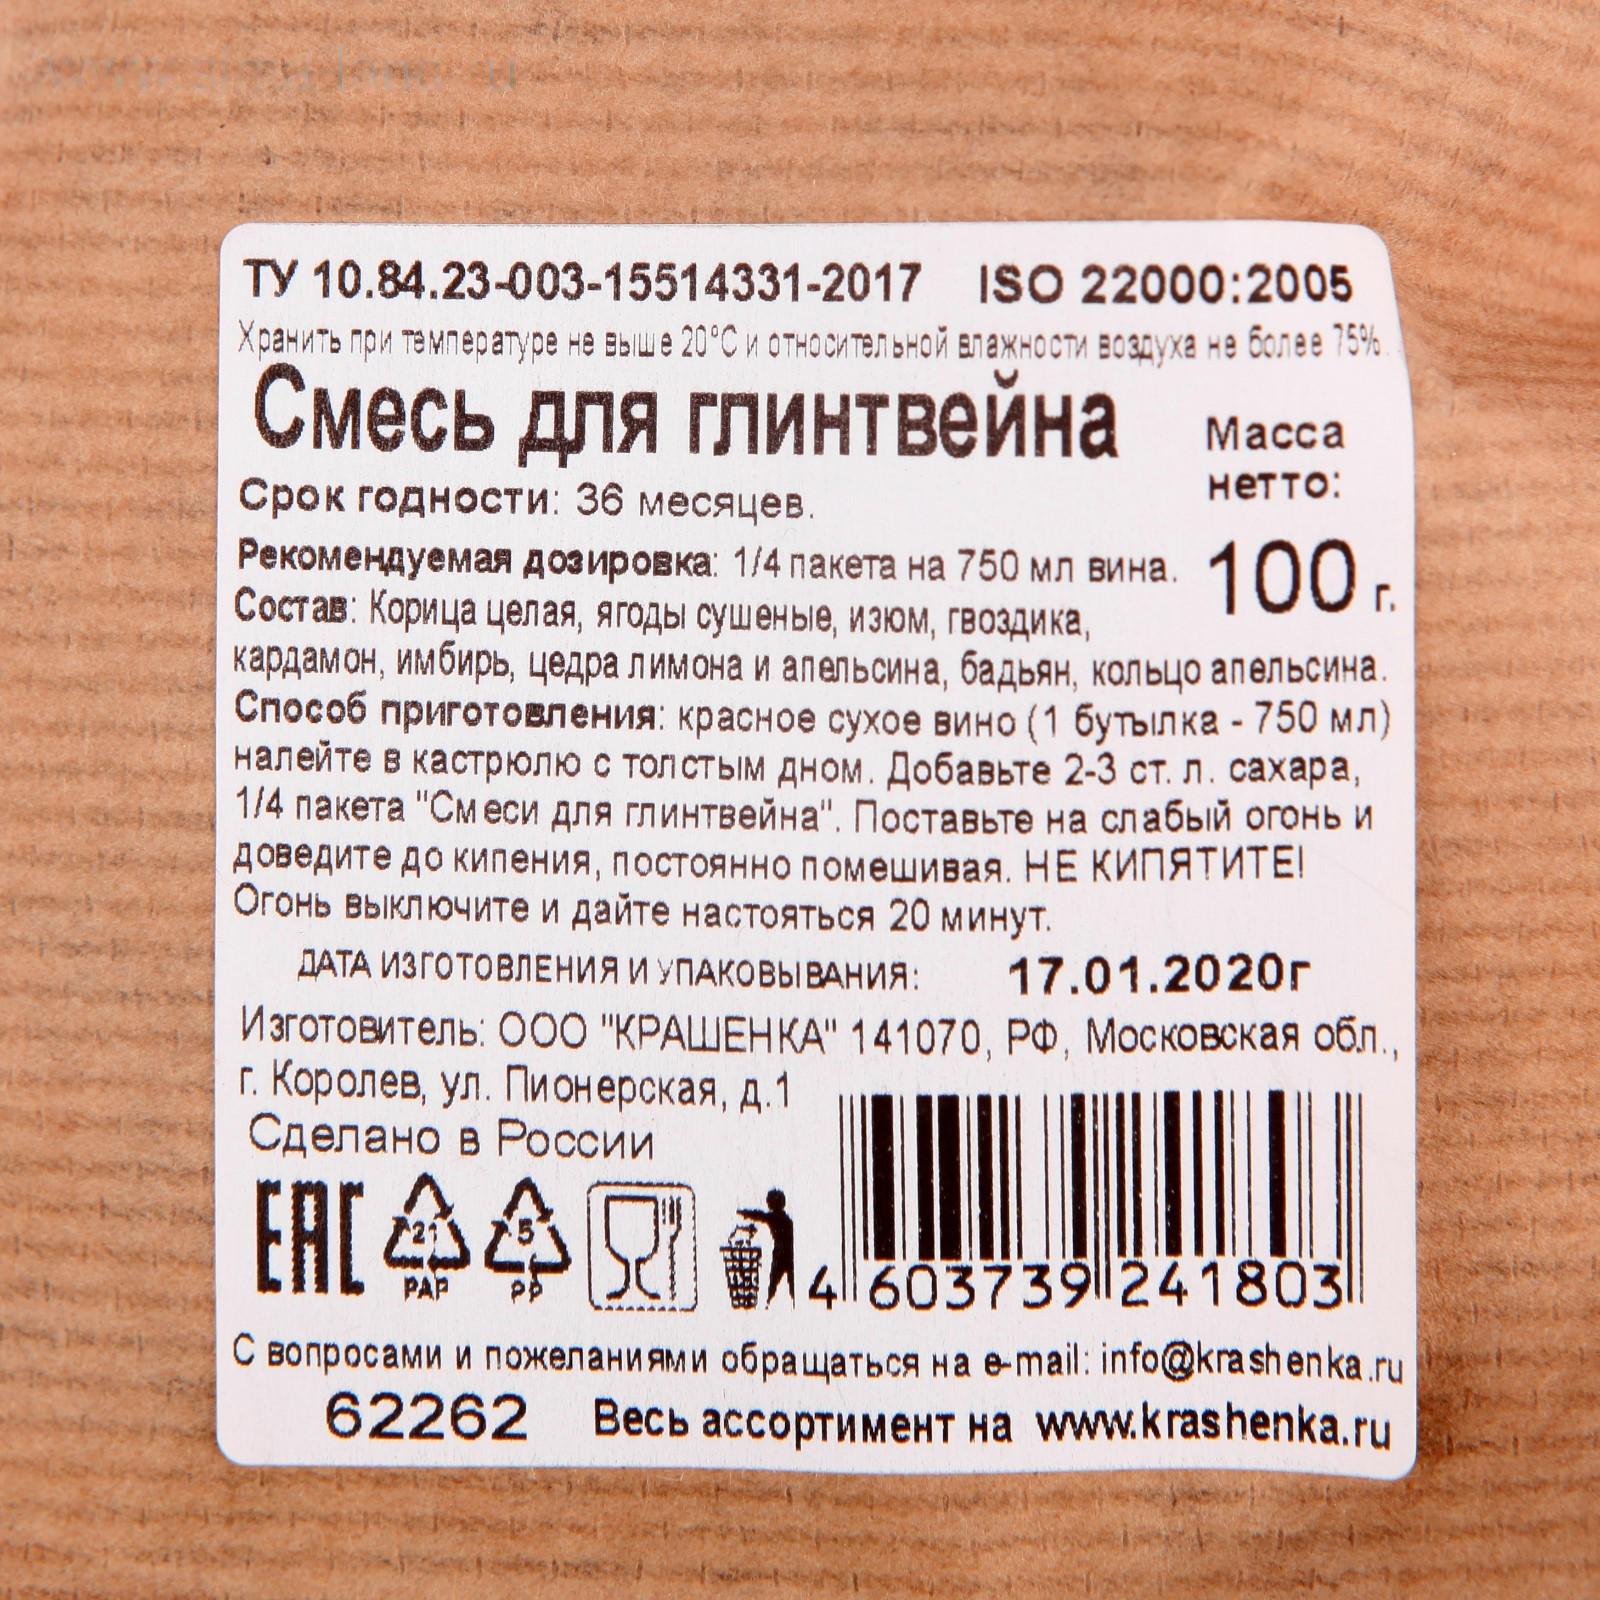 ТУ 10.84.23-003-15514331-2017 ISO 22000:2005
Хранить при температуре не выше 20°С и относительной влажности воздуха не более 75%.
Смесь для глинтвейна
Масса
нетто:
100 г.
Срок годности: 36 месяцев.
Рекомендуемая дозировка: 1/4 пакета на 750 мл вина.
Состав: Корица целая, ягоды сушеные, изюм, гвоздика,
кардамон, имбирь, цедра лимона и апельсина, бадьян, кольцо апельсина.
Способ приготовления: красное сухое вино (1 бутылка - 750 мл)
налейте в кастрюлю с толстым дном. Добавьте 2-3 ст. л. сахара,
1/4 пакета "Смеси для глинтвейна". Поставьте на слабый огонь и
доведите до кипения, постоянно помешивая. НЕ КИПЯТИТЕ!
Огонь выключите и дайте настояться 20 минут.
ДАТА ИЗГОТОВЛЕНИЯ И УПАКОВЫВАНИЯ: 17.01.2020г
Изготовитель: ООО "КРАШЕНКА" 141070, РФ, Московская обл.,
г. Королев, ул. Пионерская, д.1
Сделано в России
EAC 21 PAP 5 PP
4 603739 241803
С вопросами и пожеланиями обращаться на e-mail: info@krashenka.ru
62262 Весь ассортимент на www.krashenka.ru